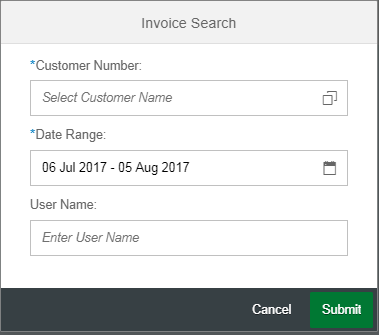 Invoice Search
*Customer Number:
Select Customer Name
*Date Range:
06 Jul 2017 - 05 Aug 2017
User Name:
Enter User Name
Cancel Submit